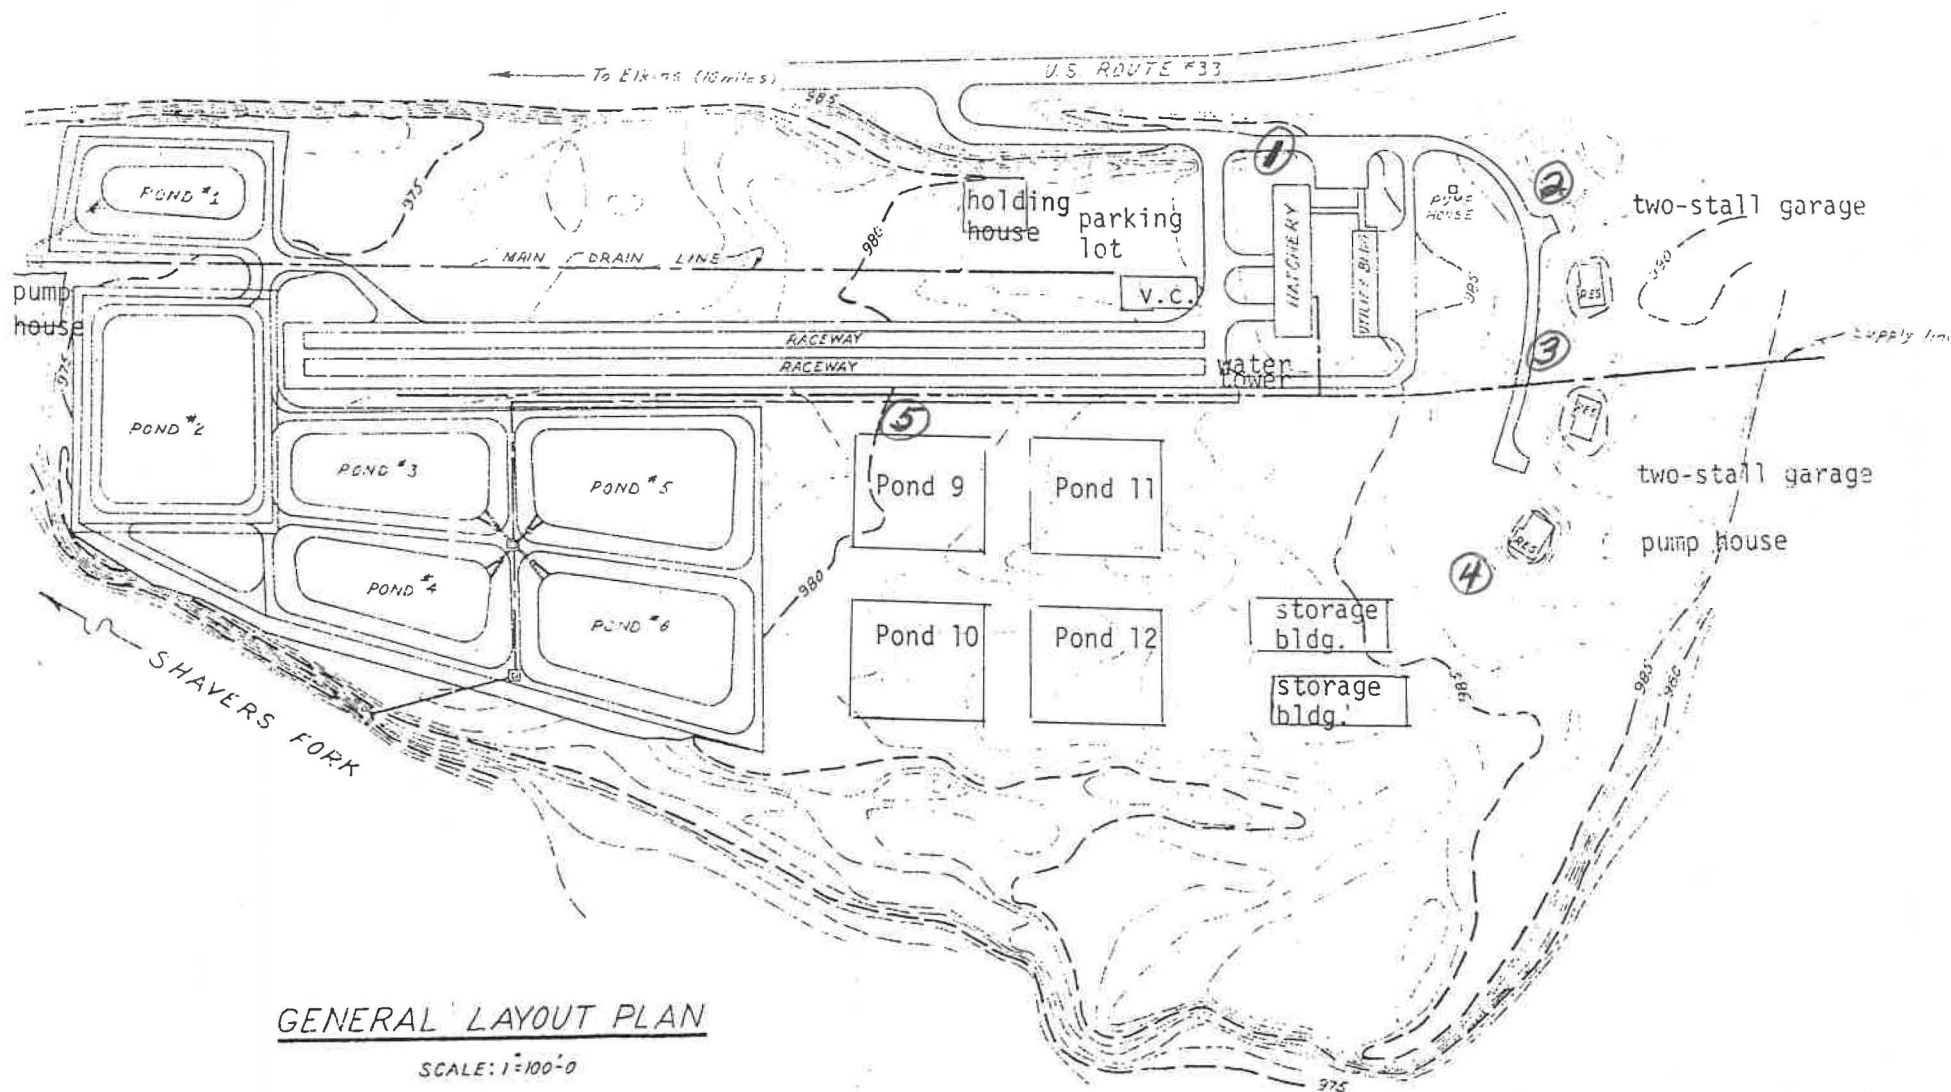 To Elkins (10 miles)
U.S. ROUTE #33
985
1
2
POND #1
975
holding
house
parking
lot
980
HATCHERY
UTILITY BLDG
HOUSE
two-stall garage
990
MAIN DRAIN LINE
V.C.
985
RES
pump
house
RACEWAY
RACEWAY
water
tower
3
Supply line
975
POND #2
POND #3
POND #5
5
Pond 9
Pond 11
RES
two-stall garage
pump house
RES
4
POND #4
980
POND #6
Pond 10
Pond 12
storage
bldg.
storage
bldg.
985
985
980
SHAVERS FORK
GENERAL LAYOUT PLAN
SCALE: 1"=100'-0
975